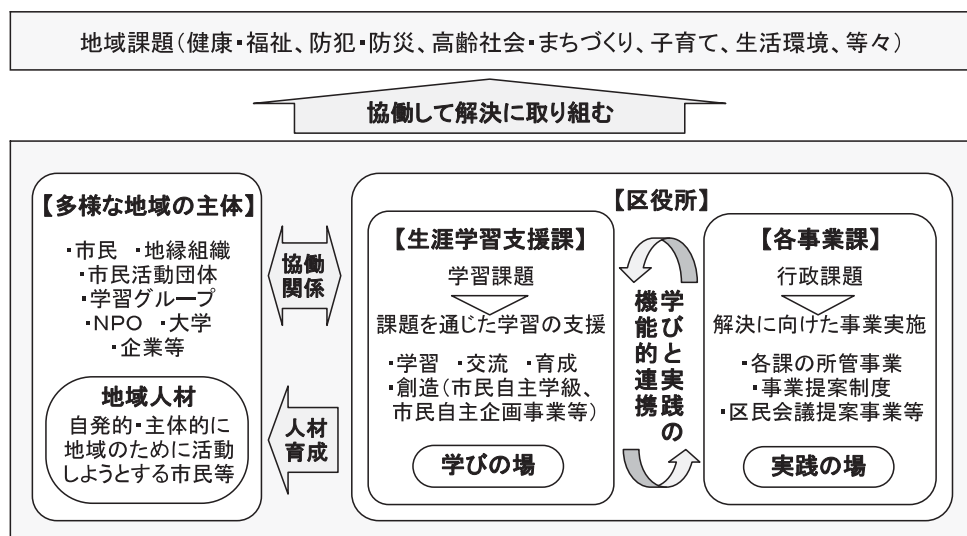 地域課題（健康・福祉、防犯・防災、高齢社会・まちづくり、子育て、生活環境、等々）
協働して解決に取り組む
【多様な地域の主体】
・市民　・地縁組織
・市民活動団体
・学習グループ
・ＮＰＯ　・大学
・企業等
地域人材
自発的・主体的に
地域のために活動
しようとする市民等
協働
関係
人材
育成
【区役所】
【生涯学習支援課】
学習課題
課題を通じた学習の支援
・学習　・交流　・育成
・創造（市民自主学級、
市民自主企画事業等）
学びの場
学びと実践の
機能的連携
【各事業課】
行政課題
解決に向けた事業実施
・各課の所管事業
・事業提案制度
・区民会議提案事業等
実践の場